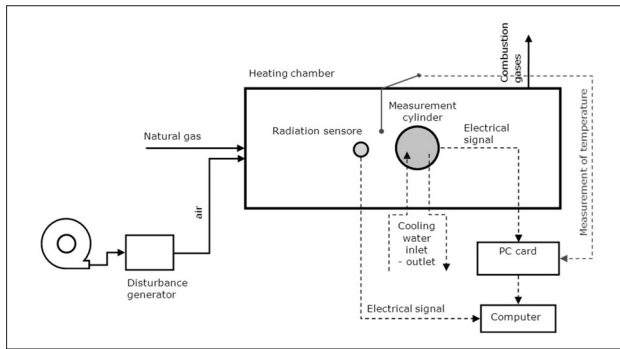 Combustion
gases
Heating chamber
Measurement
cylinder
Natural gas
Radiation sensore
Electrical
signal
Measurement of temperature
air
Cooling
water
inlet
- outlet
PC card
Disturbance
generator
Electrical signal
Computer